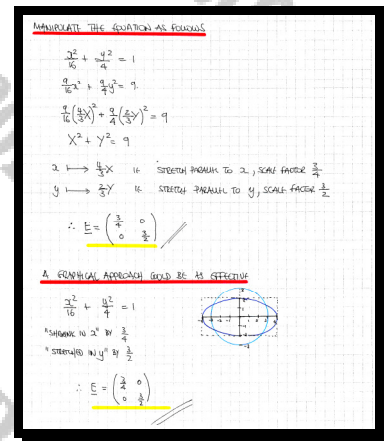 MANIPULATE THE EQUATION AS FOLLOWS
x²/16 + y²/4 = 1
9/16 x² + 9/4 y² = 9.
9/16 (4/3 X)² + 9/4 (2/3 Y)² = 9
X² + Y² = 9
x ⟼ 4/3 X IE STRETCH PARALLEL TO x, SCALE FACTOR 3/4
y ⟼ 2/3 Y IE STRETCH PARALLEL TO y, SCALE FACTOR 3/2
∴ E = (3/4 0
0 3/2)
A GRAPHICAL APPROACH COULD BE AS EFFECTIVE
x²/16 + y²/4 = 1
"SHRINK IN x" BY 3/4
"STRETCHED IN y" BY 3/2
∴ E = (3/4 0
0 3/2)